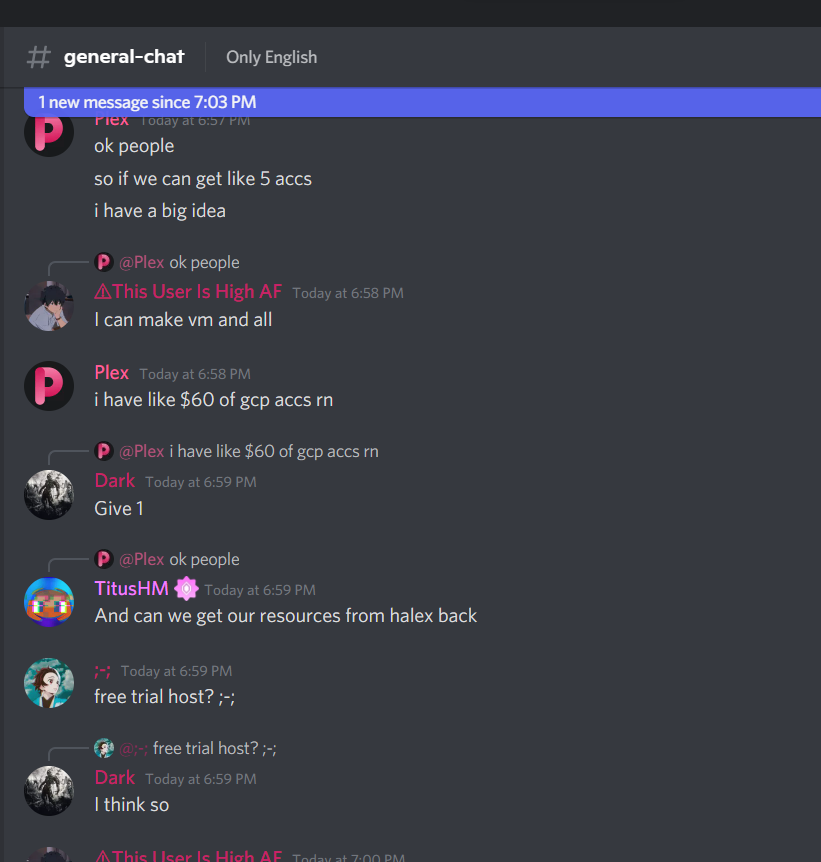 # general-chat Only English
1 new message since 7:03 PM
Plex Today at 6:57 PM
ok people
so if we can get like 5 accs
i have a big idea
@Plex ok people
⚠This User Is High AF Today at 6:58 PM
I can make vm and all
Plex Today at 6:58 PM
i have like $60 of gcp accs rn
@Plex i have like $60 of gcp accs rn
Dark Today at 6:59 PM
Give 1
@Plex ok people
TitusHM Today at 6:59 PM
And can we get our resources from halex back
;-; Today at 6:59 PM
free trial host? ;-;
@;-; free trial host? ;-;
Dark Today at 6:59 PM
I think so
⚠This User Is High AF Today at 7:00 PM